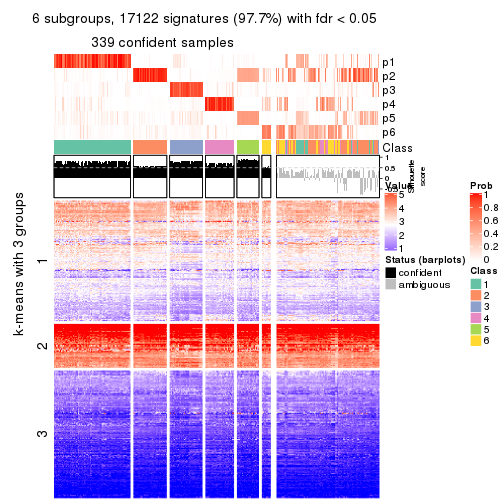 6 subgroups, 17122 signatures (97.7%) with fdr < 0.05
339 confident samples
p1
p2
p3
p4
p5
p6
Class
1
0.5
0
-0.5
Silhouette
score
k-means with 3 groups
1
2
3
Value
5
4
3
2
1
Status (barplots)
confident
ambiguous
Prob
1
0.8
0.6
0.4
0.2
0
Class
1
2
3
4
5
6